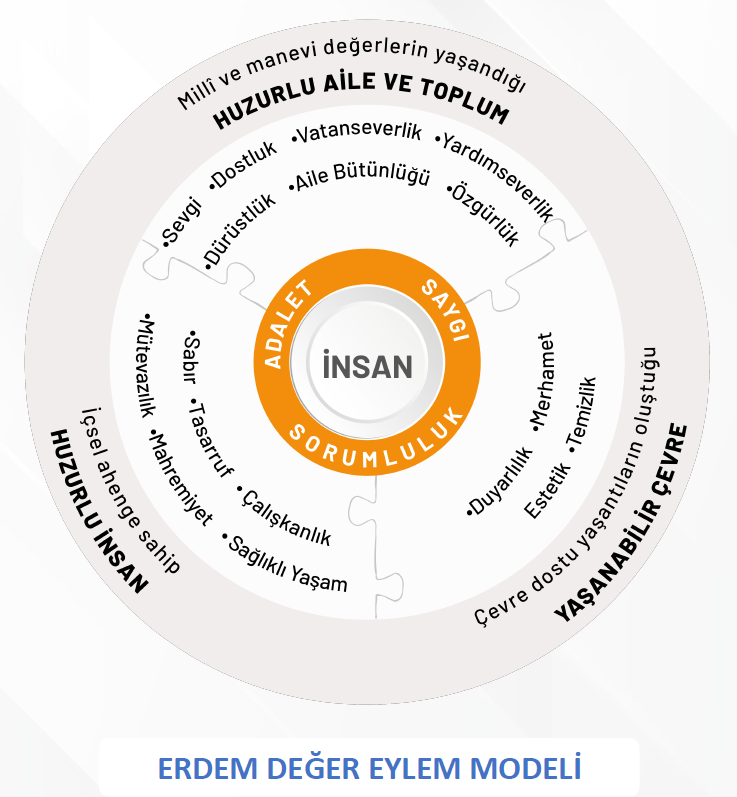 Millî ve manevi değerlerin yaşandığı
HUZURLU AİLE VE TOPLUM
•Sevgi •Dostluk •Vatanseverlik •Yardımseverlik
•Dürüstlük •Aile Bütünlüğü •Özgürlük
ADALET
SAYGI
SORUMLULUK
İNSAN
•Mütevazılık •Mahremiyet •Sağlıklı Yaşam
•Sabır •Tasarruf •Çalışkanlık
İçsel ahenge sahip
HUZURLU İNSAN
•Duyarlılık •Merhamet
Estetik •Temizlik
Çevre dostu yaşantıların oluştuğu
YAŞANABİLİR ÇEVRE
ERDEM DEĞER EYLEM MODELİ